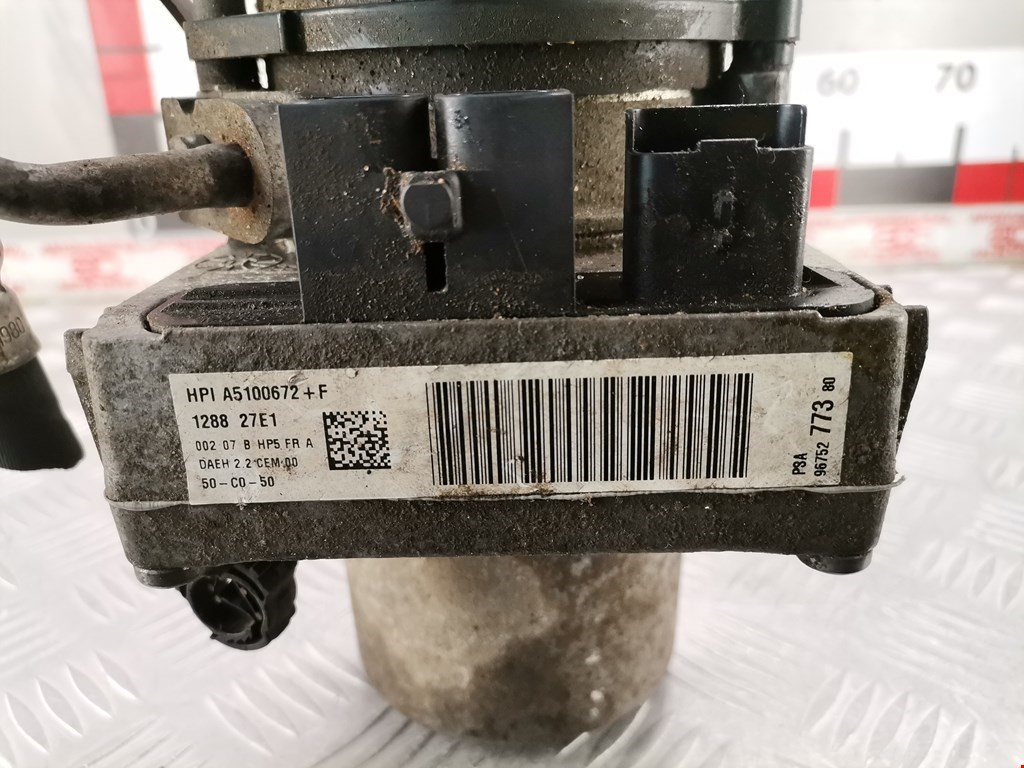 60 70
HPI A5100672+F
1288 27E1
002 07 B HP5 FR A
DAEH 2.2 CEM.00
50-C0-50
PSA
96752 773 80